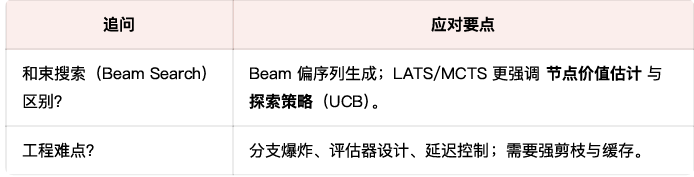 追问
应对要点
和束搜索（Beam Search）
区别?
Beam 偏序列生成；LATS/MCTS 更强调 节点价值估计 与
探索策略（UCB）。
工程难点?
分支爆炸、评估器设计、延迟控制；需要强剪枝与缓存。